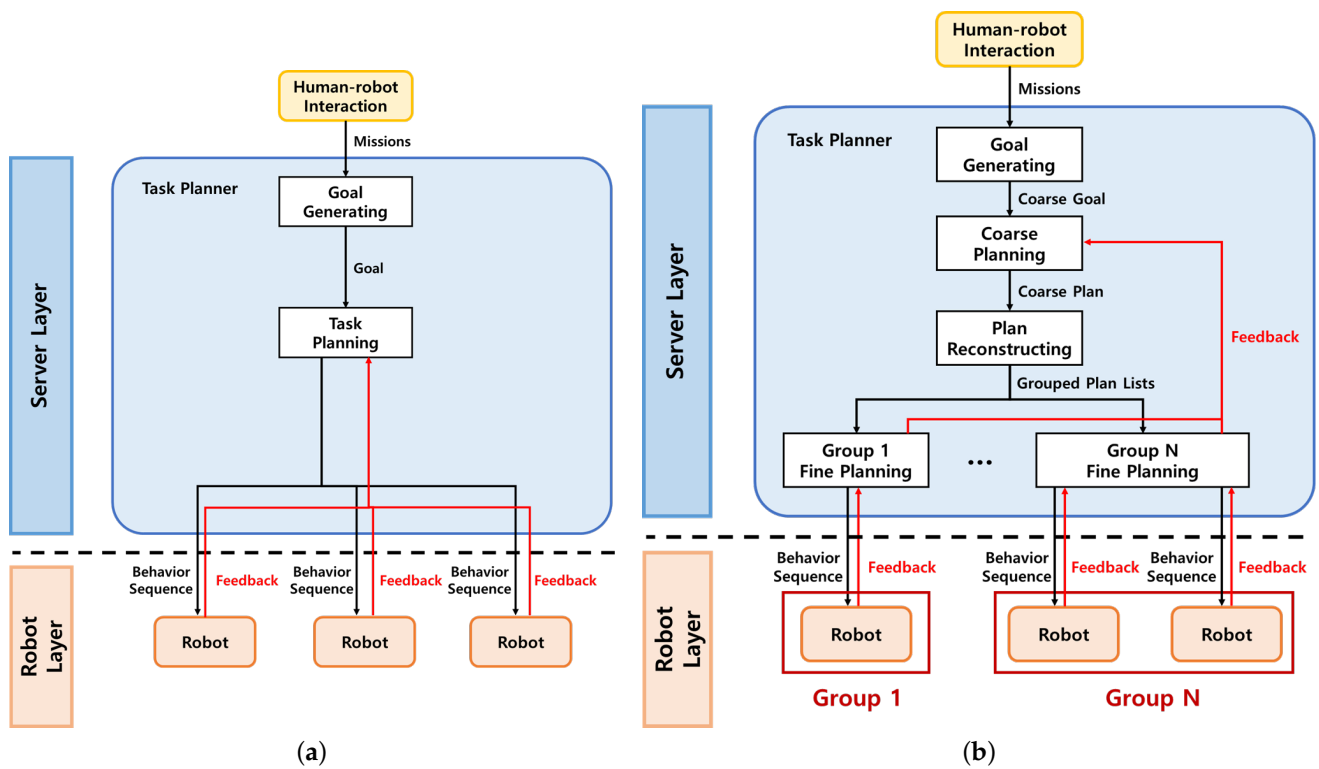 Human-robot
Interaction
Missions
Task Planner
Goal
Generating
Goal
Task
Planning
Server Layer
Behavior
Sequence
Feedback
Behavior
Sequence
Feedback
Behavior
Sequence
Feedback
Robot
Layer
Robot
Robot
Robot
(a)
Human-robot
Interaction
Missions
Task Planner
Goal
Generating
Coarse Goal
Coarse
Planning
Coarse Plan
Plan
Reconstructing
Feedback
Grouped Plan Lists
Server Layer
Group 1
Fine Planning
...
Group N
Fine Planning
Behavior
Sequence
Feedback
Behavior
Sequence
Feedback
Behavior
Sequence
Feedback
Robot
Layer
Robot
Robot
Robot
Group 1
Group N
(b)